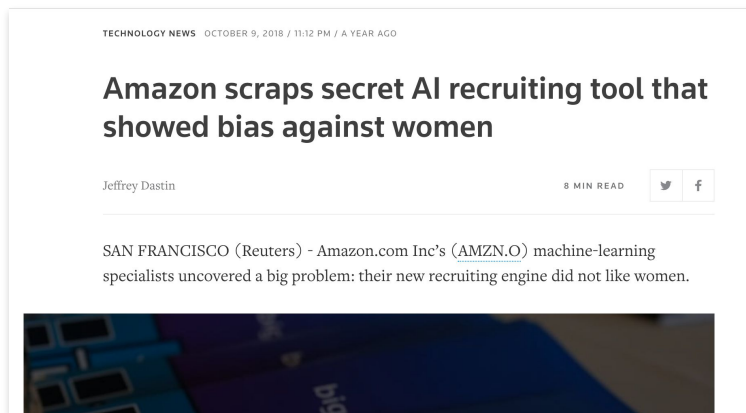 TECHNOLOGY NEWS OCTOBER 9, 2018 / 11:12 PM / A YEAR AGO
Amazon scraps secret AI recruiting tool that
showed bias against women
Jeffrey Dastin 8 MIN READ
SAN FRANCISCO (Reuters) - Amazon.com Inc’s (AMZN.O) machine-learning
specialists uncovered a big problem: their new recruiting engine did not like women.
big